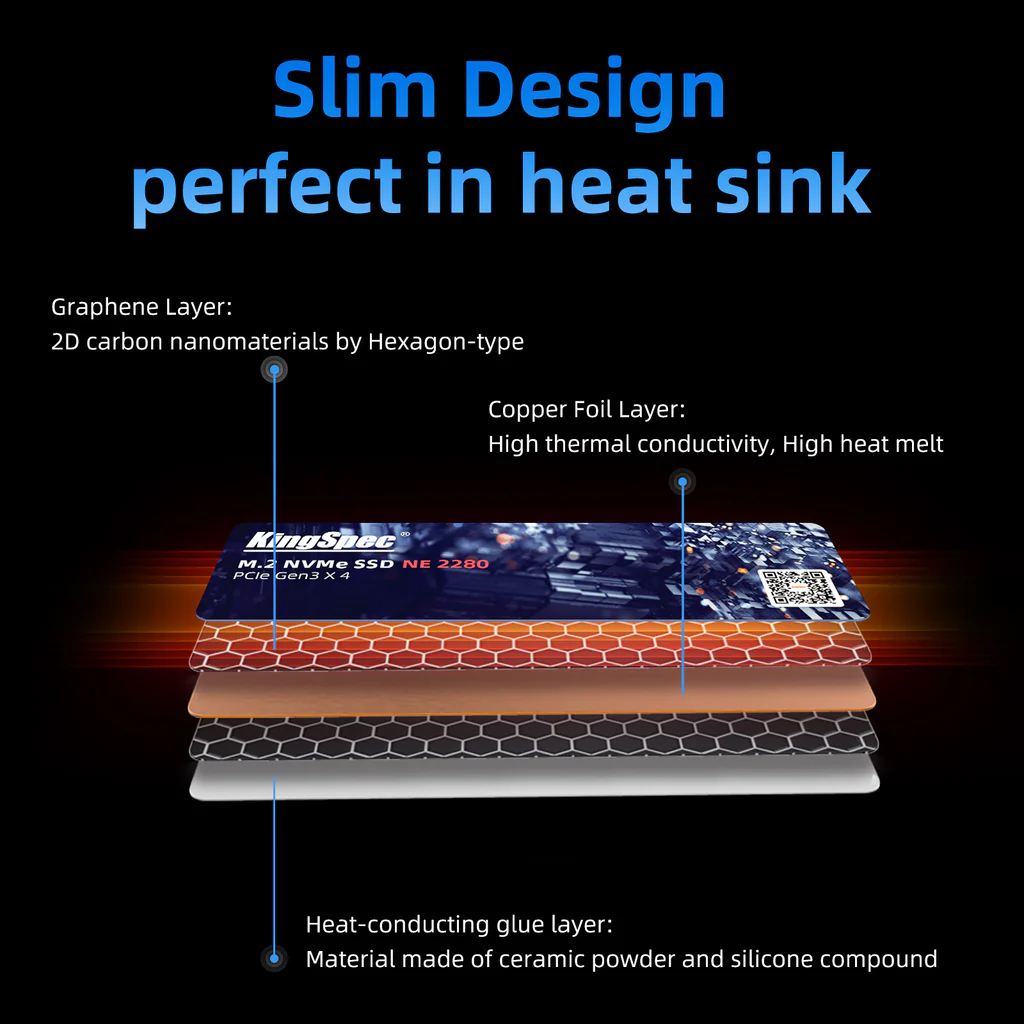 Slim Design
perfect in heat sink
Graphene Layer:
2D carbon nanomaterials by Hexagon-type
Copper Foil Layer:
High thermal conductivity, High heat melt
KingSpec®
M.2 NVMe SSD NE 2280
PCIe Gen3 X 4
Heat-conducting glue layer:
Material made of ceramic powder and silicone compound